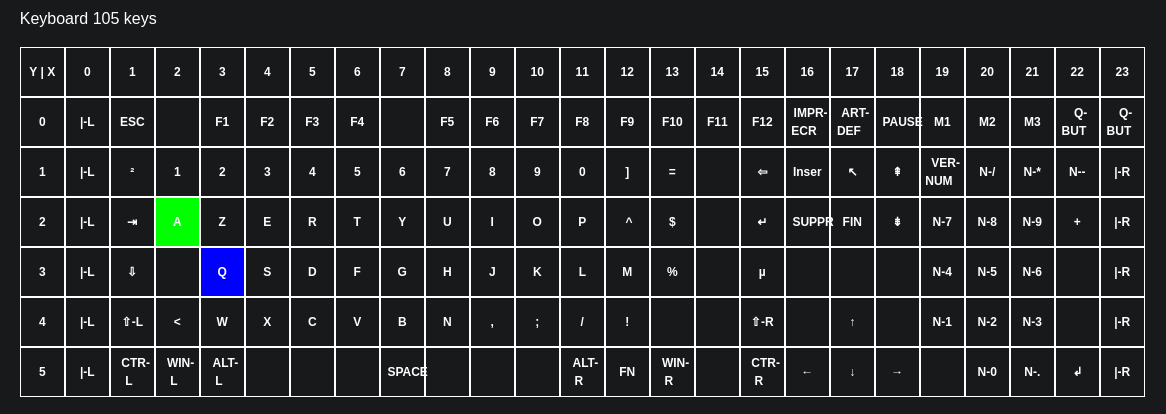 Keyboard 105 keys
Y | X 0 1 2 3 4 5 6 7 8 9 10 11 12 13 14 15 16 17 18 19 20 21 22 23
0 |-L ESC F1 F2 F3 F4 F5 F6 F7 F8 F9 F10 F11 F12 IMPR-ECR ART-DEF PAUSE M1 M2 M3 Q-BUT Q-BUT
1 |-L ² 1 2 3 4 5 6 7 8 9 0 ] = ⇦ Inser ↖ ⇞ VER-NUM N-/ N-* N-- |-R
2 |-L ⇥ A Z E R T Y U I O P ^ $ ↵ SUPPR FIN ⇟ N-7 N-8 N-9 + |-R
3 |-L ⇩ Q S D F G H J K L M % µ N-4 N-5 N-6 |-R
4 |-L ⇧-L < W X C V B N , ; / ! ⇧-R ↑ N-1 N-2 N-3 |-R
5 |-L CTR-L WIN-L ALT-L SPACE ALT-R FN WIN-R CTR-R ← ↓ → N-0 N-. ↲ |-R